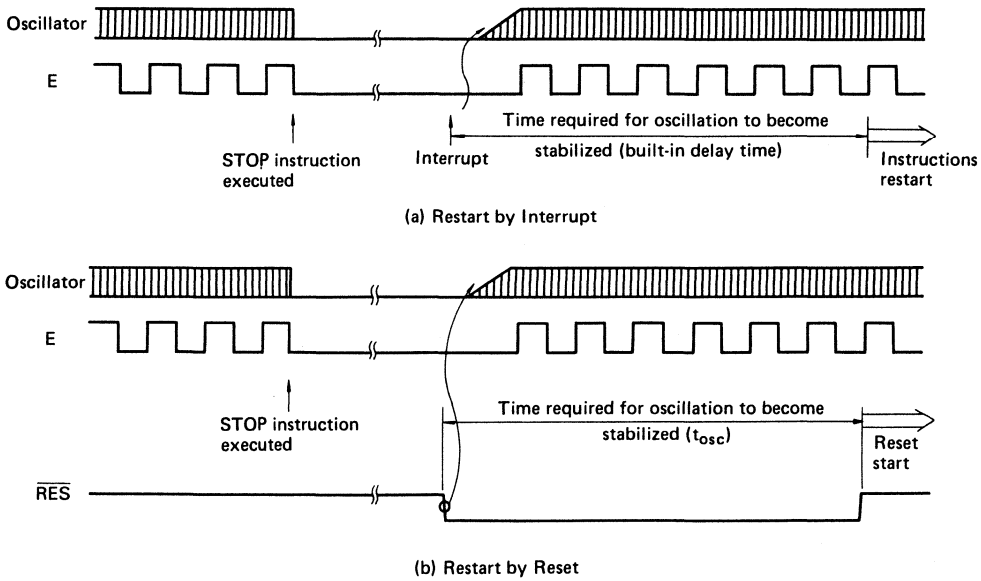 Oscillator
E
STOP instruction
executed
Interrupt
Time required for oscillation to become
stabilized (built-in delay time)
Instructions
restart
(a) Restart by Interrupt
Oscillator
E
STOP instruction
executed
Time required for oscillation to become
stabilized (tosc)
Reset
start
RES
(b) Restart by Reset